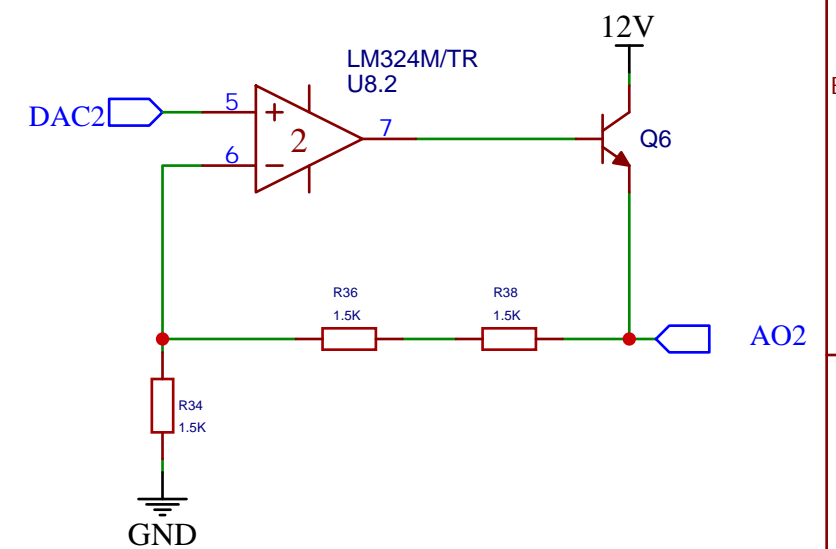 12V
LM324M/TR
U8.2
DAC2
5
+
2
7
6
−
Q6
R36
1.5K
R38
1.5K
AO2
R34
1.5K
GND